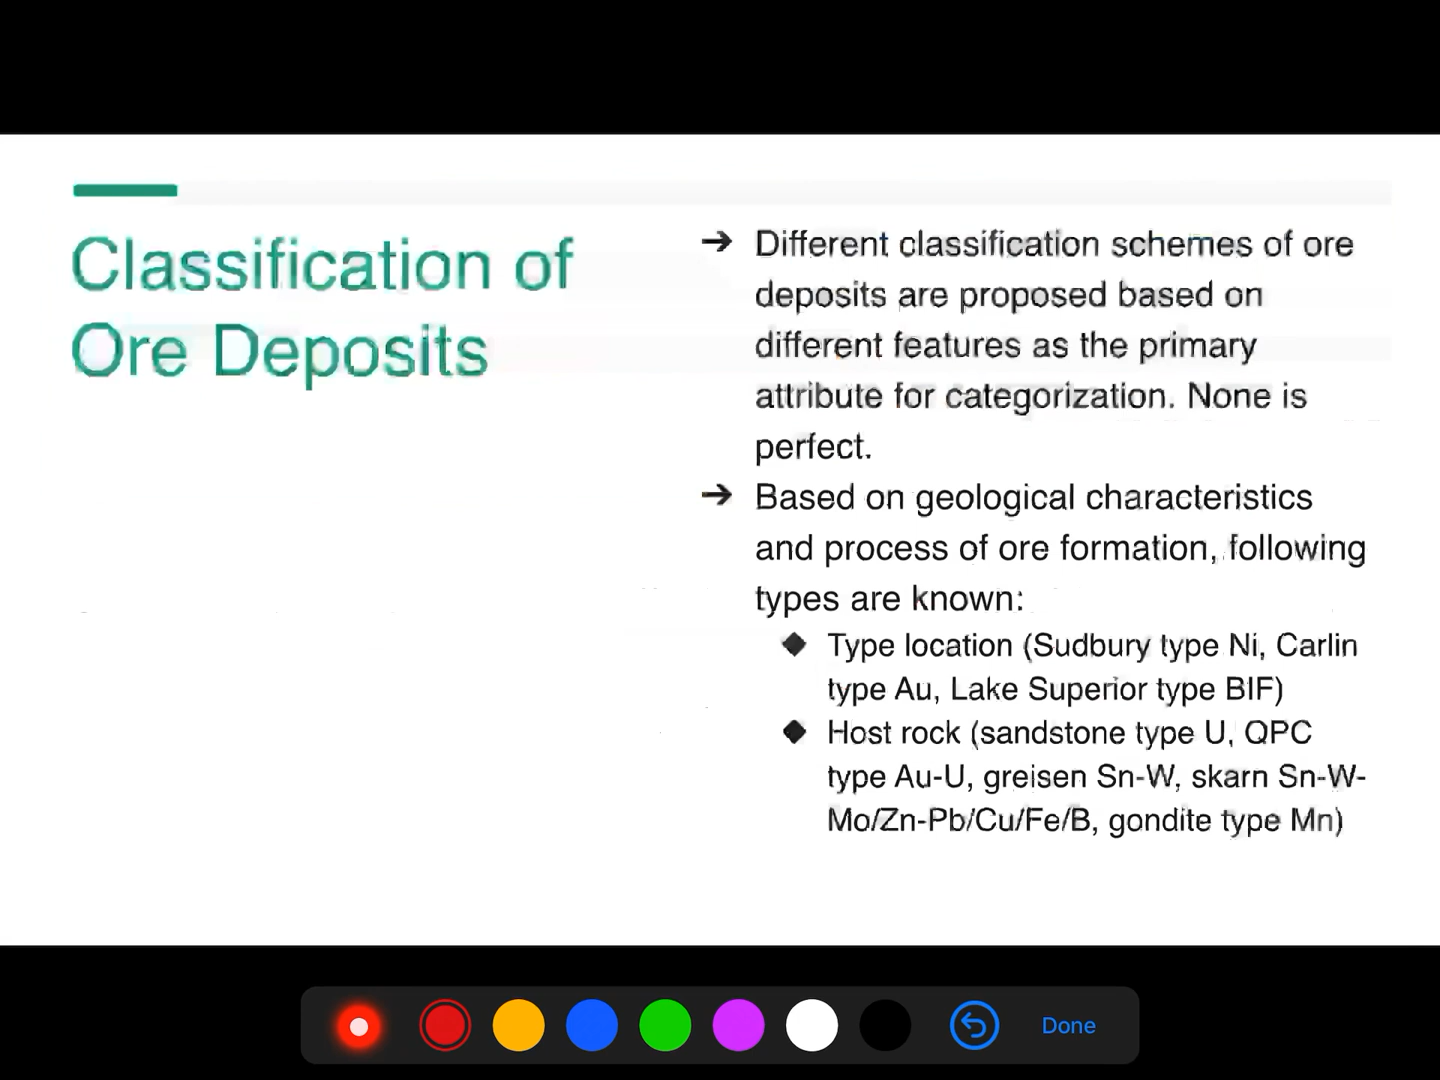 Classification of
Ore Deposits
➔ Different classification schemes of ore
deposits are proposed based on
different features as the primary
attribute for categorization. None is
perfect.
➔ Based on geological characteristics
and process of ore formation, following
types are known:
◆ Type location (Sudbury type Ni, Carlin
type Au, Lake Superior type BIF)
◆ Host rock (sandstone type U, QPC
type Au-U, greisen Sn-W, skarn Sn-W-
Mo/Zn-Pb/Cu/Fe/B, gondite type Mn)
Done